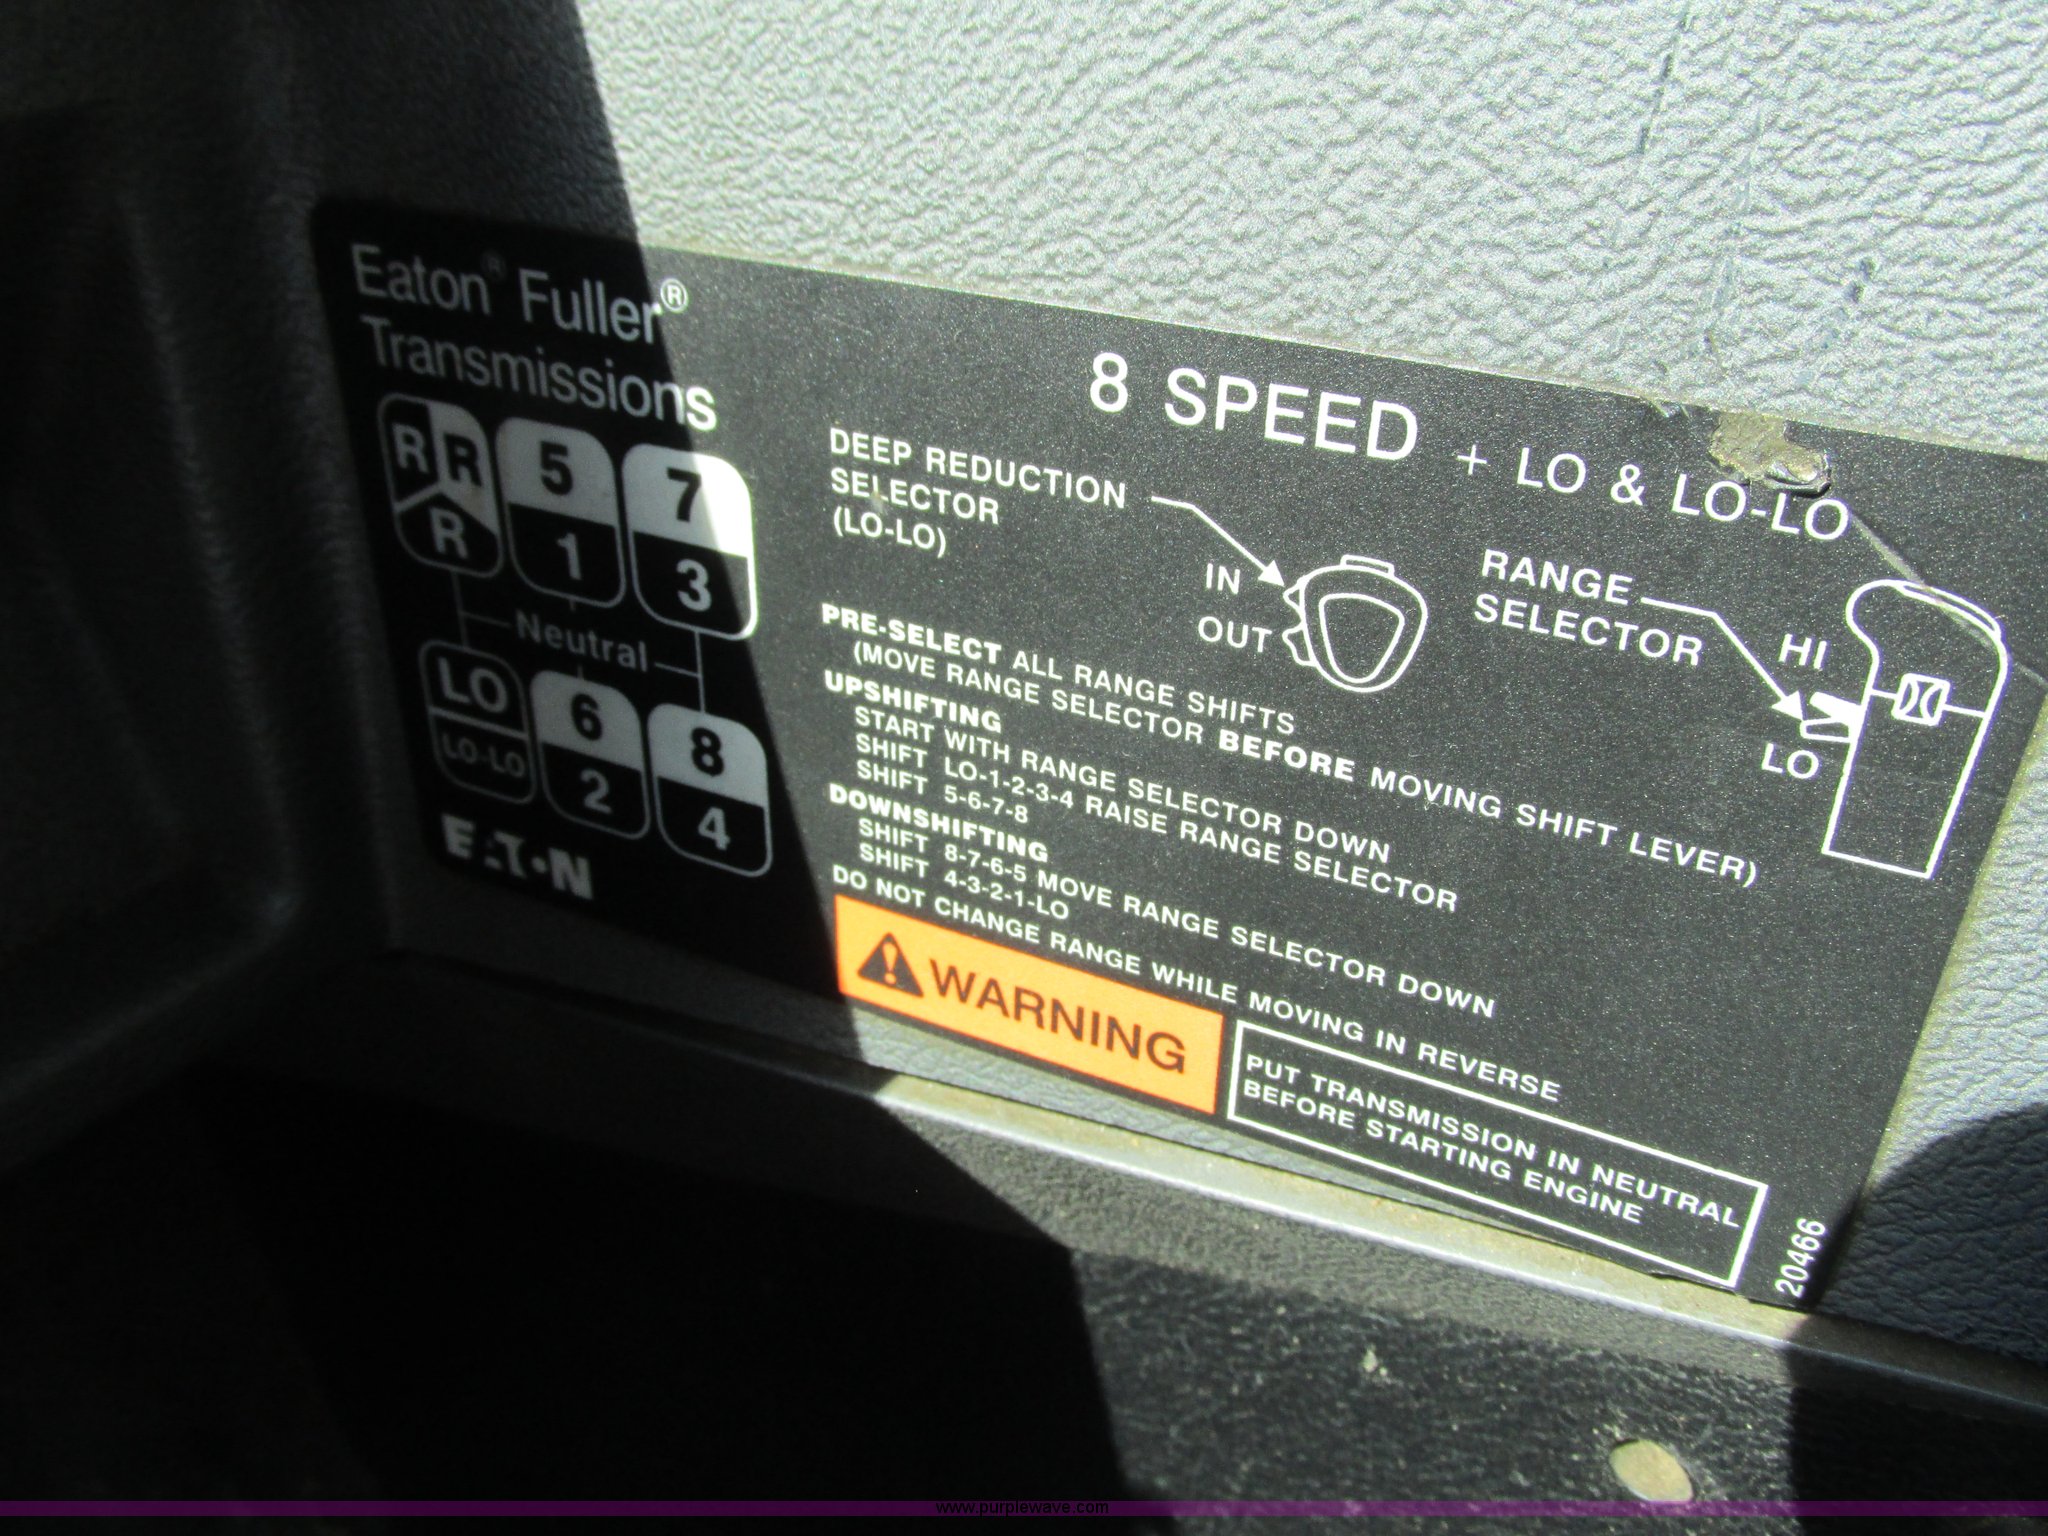 Eaton® Fuller®
Transmissions
R R 5 7
R 1 3
Neutral
LO 6 8
LO-LO 2 4
EATON
8 SPEED + LO & LO-LO
DEEP REDUCTION
SELECTOR
(LO-LO)
IN
OUT
RANGE
SELECTOR
HI
LO
PRE-SELECT ALL RANGE SHIFTS
(MOVE RANGE SELECTOR BEFORE MOVING SHIFT LEVER)
UPSHIFTING
START WITH RANGE SELECTOR DOWN
SHIFT LO-1-2-3-4 RAISE RANGE SELECTOR
SHIFT 5-6-7-8
DOWNSHIFTING
SHIFT 8-7-6-5 MOVE RANGE SELECTOR DOWN
SHIFT 4-3-2-1-LO
DO NOT CHANGE RANGE WHILE MOVING IN REVERSE
WARNING
PUT TRANSMISSION IN NEUTRAL
BEFORE STARTING ENGINE
20466
www.purplewave.com